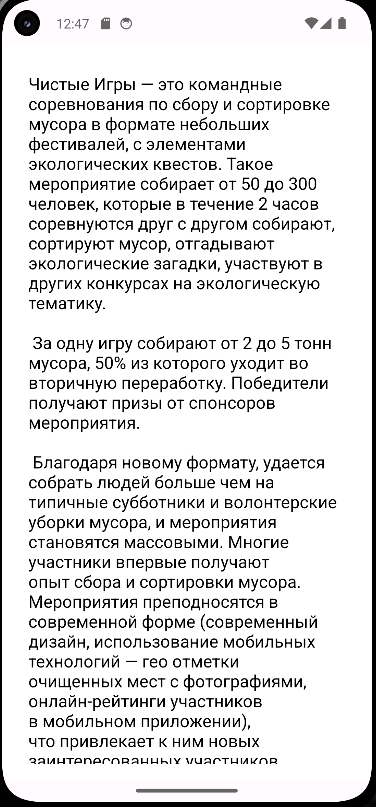 12:47
Чистые Игры — это командные
соревнования по сбору и сортировке
мусора в формате небольших
фестивалей, с элементами
экологических квестов. Такое
мероприятие собирает от 50 до 300
человек, которые в течение 2 часов
соревнуются друг с другом собирают,
сортируют мусор, отгадывают
экологические загадки, участвуют в
других конкурсах на экологическую
тематику.
За одну игру собирают от 2 до 5 тонн
мусора, 50% из которого уходит во
вторичную переработку. Победители
получают призы от спонсоров
мероприятия.
Благодаря новому формату, удается
собрать людей больше чем на
типичные субботники и волонтерские
уборки мусора, и мероприятия
становятся массовыми. Многие
участники впервые получают
опыт сбора и сортировки мусора.
Мероприятия преподносятся в
современной форме (современный
дизайн, использование мобильных
технологий — гео отметки
очищенных мест с фотографиями,
онлайн-рейтинги участников
в мобильном приложении),
что привлекает к ним новых
заинтересованных участников